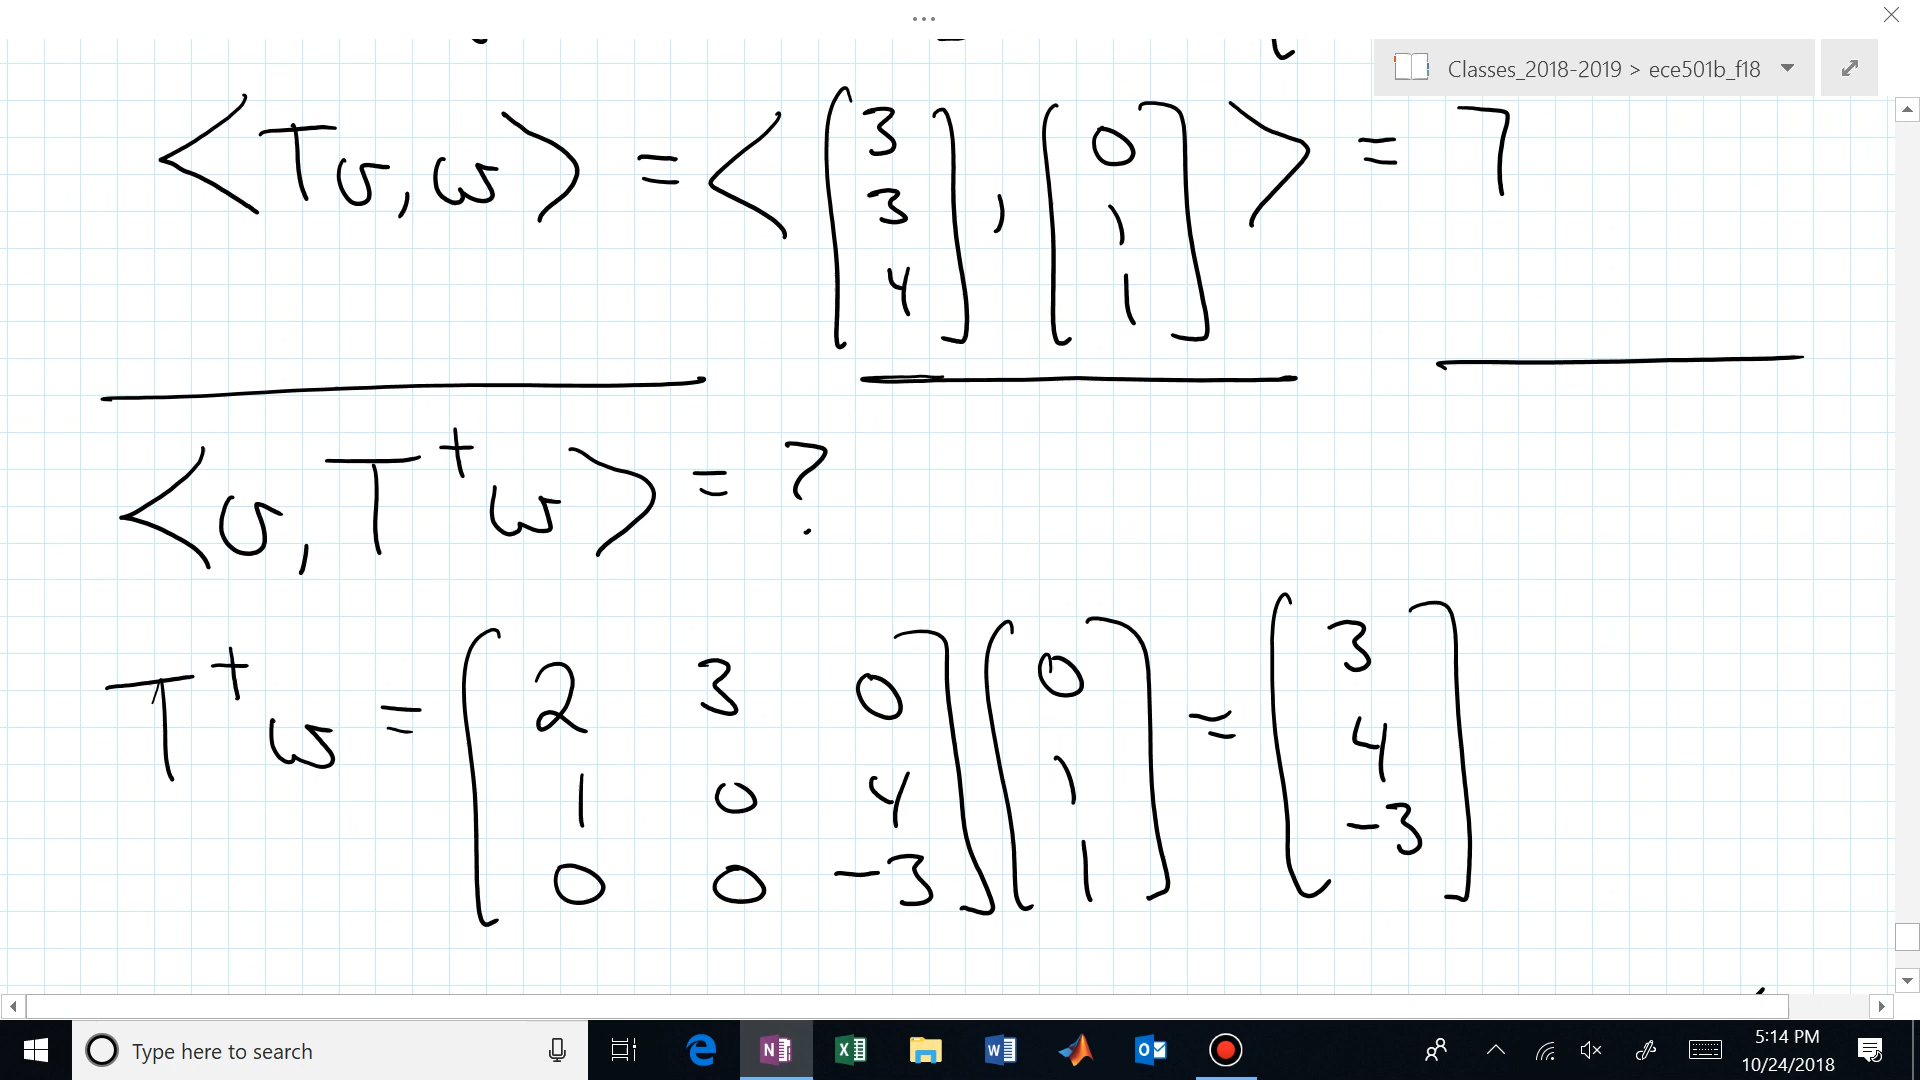 Classes_2018-2019 > ece501b_f18
<Tv, w> = < [3 3 4], [0 1 1] > = 7
<v, T⁺w> = ?
T⁺w = [2 3 0
1 0 4
0 0 -3] [0 1 1] = [3 4 -3]
Type here to search
5:14 PM
10/24/2018